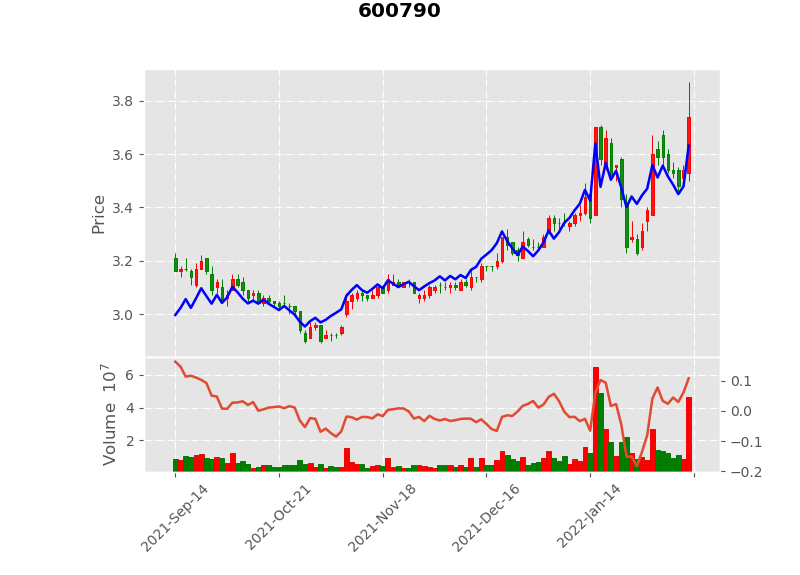 600790
3.8
3.6
3.4
3.2
3.0
Price
6
4
2
Volume 10^7
0.1
0.0
−0.1
−0.2
2021-Sep-14
2021-Oct-21
2021-Nov-18
2021-Dec-16
2022-Jan-14